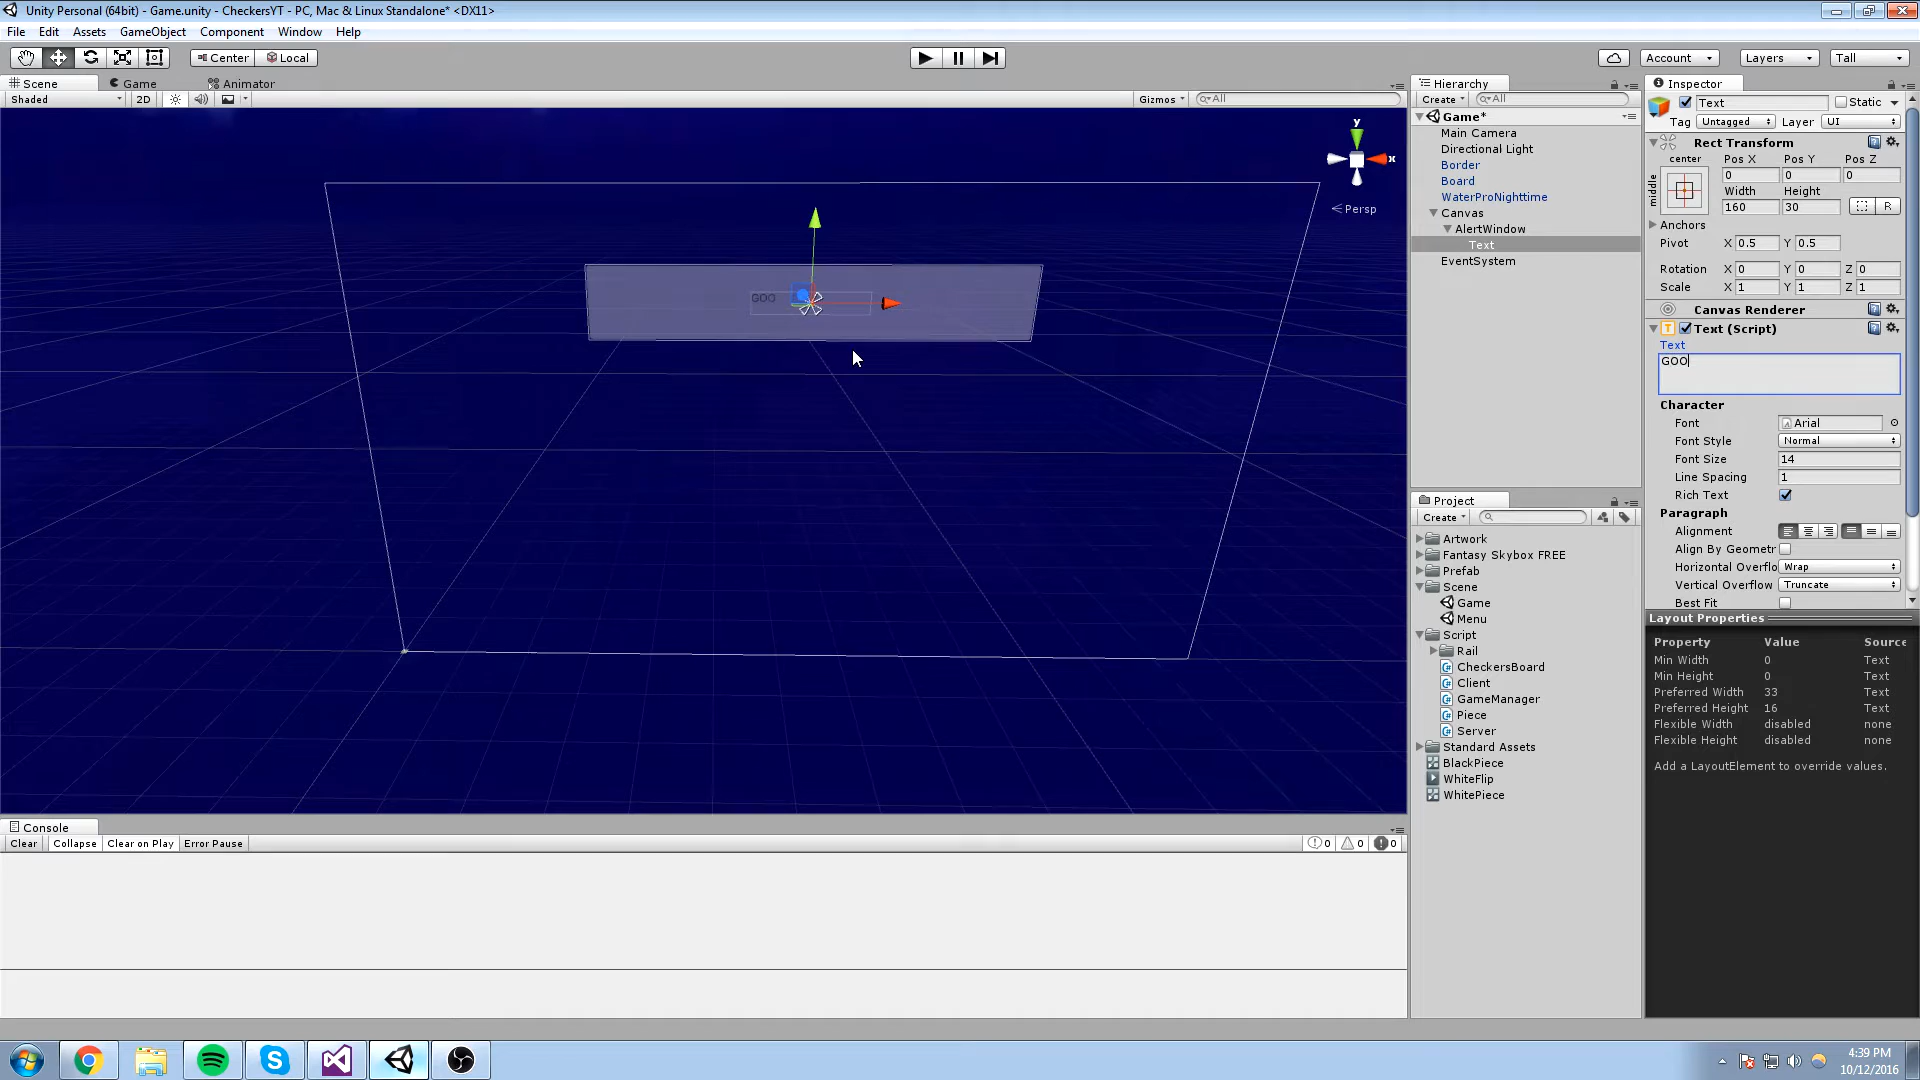 Unity Personal (64bit) - Game.unity - CheckersYT - PC, Mac & Linux Standalone* <DX11>
File Edit Assets GameObject Component Window Help
Center Local Account Layers Tall
Scene Game Animator
Shaded 2D Gizmos All
y
x
Persp
GOO
Hierarchy
Create All
Game*
Main Camera
Directional Light
Border
Board
WaterProNighttime
Canvas
AlertWindow
Text
EventSystem
Project
Create
Artwork
Fantasy Skybox FREE
Prefab
Scene
Game
Menu
Script
Rail
CheckersBoard
Client
GameManager
Piece
Server
Standard Assets
BlackPiece
WhiteFlip
WhitePiece
Inspector
Text Static
Tag Untagged Layer UI
Rect Transform
center Pos X Pos Y Pos Z
middle 0 0 0
Width Height
160 30 R
Anchors
Pivot X 0.5 Y 0.5
Rotation X 0 Y 0 Z 0
Scale X 1 Y 1 Z 1
Canvas Renderer
Text (Script)
Text
GOO
Character
Font Arial
Font Style Normal
Font Size 14
Line Spacing 1
Rich Text
Paragraph
Alignment
Align By Geometr
Horizontal Overflo Wrap
Vertical Overflow Truncate
Best Fit
Layout Properties
Property Value Source
Min Width 0 Text
Min Height 0 Text
Preferred Width 33 Text
Preferred Height 16 Text
Flexible Width disabled none
Flexible Height disabled none
Add a LayoutElement to override values.
Console
Clear Collapse Clear on Play Error Pause 0 0 0
4:39 PM
10/12/2016